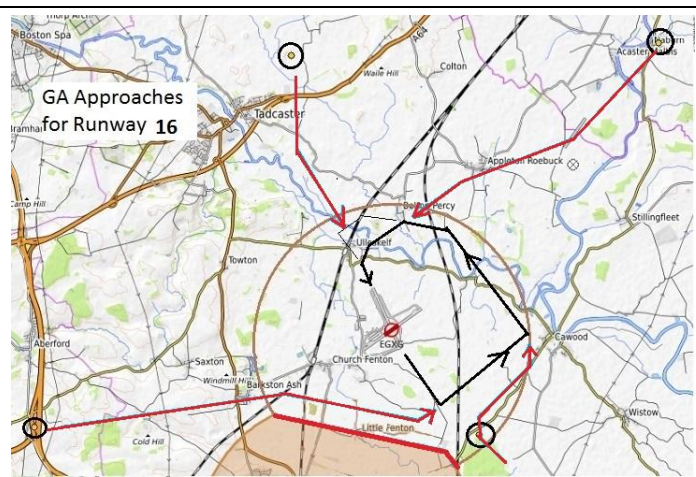 Thorp Arch
Boston Spa
A64
Acaster Malbis
Waile Hill
Colton
GA Approaches
for Runway 16
Tadcaster
Bramham
Appleton Roebuck
Camp Hill
Bolton Percy
Stillingfleet
Ulleskelf
Towton
EGXG
Aberford
Saxton
Church Fenton
Cawood
Windmill Hill
Barkston Ash
Little Fenton
Wistow
Cold Hill